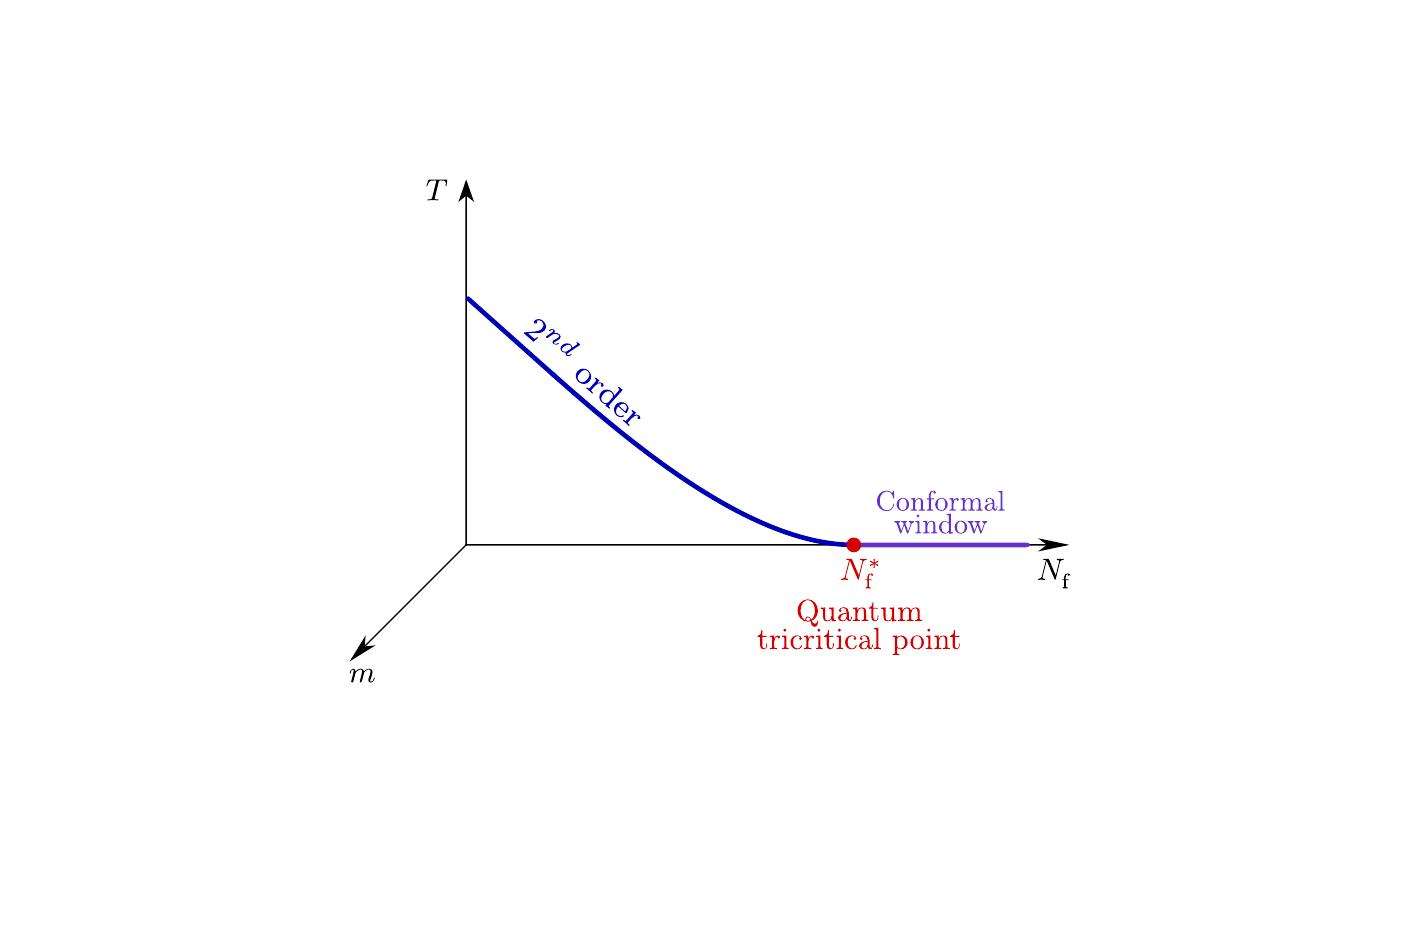 T
2nd order
Conformal
window
N*f
Nf
Quantum
tricritical point
m